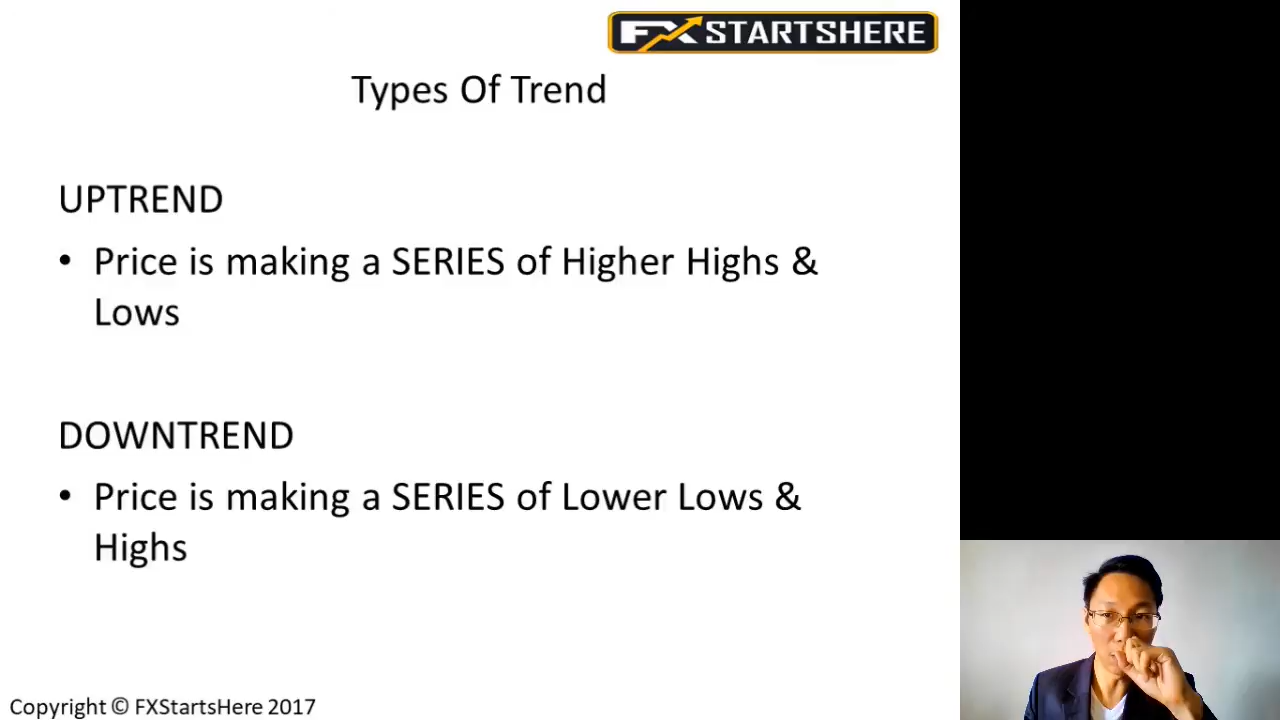 FXSTARTSHERE
Types Of Trend
UPTREND
• Price is making a SERIES of Higher Highs &
Lows
DOWNTREND
• Price is making a SERIES of Lower Lows &
Highs
Copyright © FXStartsHere 2017